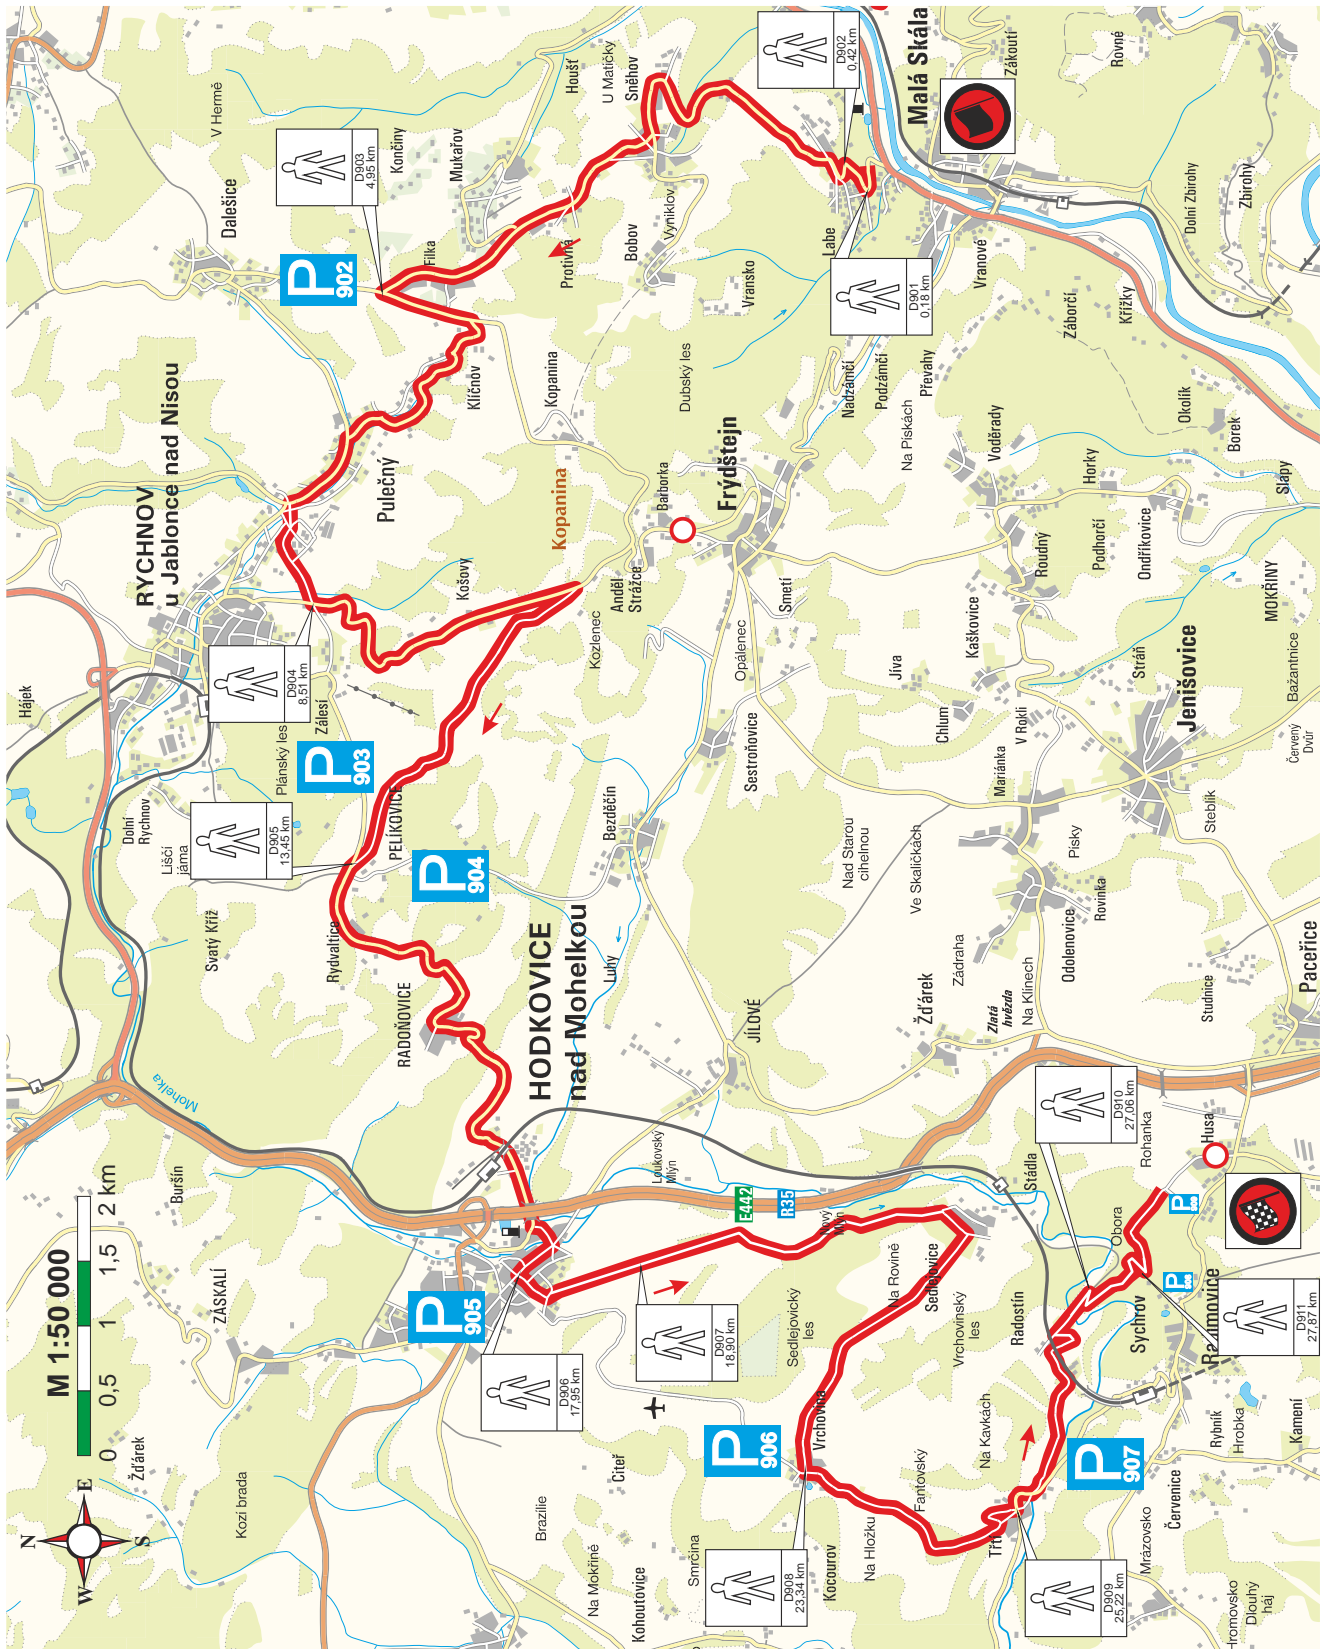 M 1:50 000
0 0,5 1 1,5 2 km
N
E
S
W
Hájek
Dalešice
V Hermě
Končiny
Mukařov
Houšť
U Matičky
Sněhov
D902
0,42 km
Malá Skála
Zákoutí
Rovné
D903
4,95 km
P
902
Filka
Protivná
Bobov
Vyniklov
Vransko
Labe
D901
0,18 km
Vranové
Dolní Zbirohy
Zbirohy
Záborčí
Křížky
RYCHNOV
u Jablonce nad Nisou
Pulečný
Klíčnov
Kopanina
Kopanina
Dubský les
Nadzámčí
Podzámčí
Převahy
Na Pískách
Voděrady
Okolík
Borek
Horky
Slapy
Barborka
Frýdštejn
Košovy
Anděl
Strážce
Kozlenec
Smetí
Opálenec
Roudný
Podhorčí
Ondříkovice
MOKŘINY
Kaškovice
Jíva
Chlum
V Rokli
Stráň
Jenišovice
Bažantnice
Červený
Dvůr
D904
8,51 km
Zálesí
Plánský les
P
903
Dolní
Rychnov
Liščí
jáma
D905
13,45 km
PELÍKOVICE
P
904
Bezděčín
Sestroňovice
Mariánka
Písky
Steblík
Nad Starou
cihelnou
Ve Skaličkách
Rovinka
Odolenovice
Svatý Kříž
Rydvaltice
RADOŇOVICE
HODKOVICE
nad Mohelkou
Luhy
JÍLOVÉ
Zádraha
Žďárek
Zlatá
hvězda
Na Klínech
Studnice
Paceřice
Mohelka
Buršin
ZÁSKALÍ
Loukovský
Mlýn
E442
R35
Nový
Mlýn
D910
27,06 km
Stádla
Rohanka
Husa
P
Obora
P
Sychrov
Radimovice
D911
27,87 km
P
905
D906
17,95 km
D907
18,90 km
Sedlejovický
les
Na Rovině
Sedlejovice
Vrchovinský
les
Radostín
Žďárek
Kozí brada
Brazilie
Citeř
P
906
Vrchovina
Fantovský
Na Kavkách
P
907
Rybník
Hrobka
Kamení
Červenice
Mrázovsko
Na Mokřině
Kohoutovice
Smrčina
D908
23,34 km
Kocourov
Na Hložku
Třtí
D909
25,22 km
Hromovsko
Dlouhý
háj